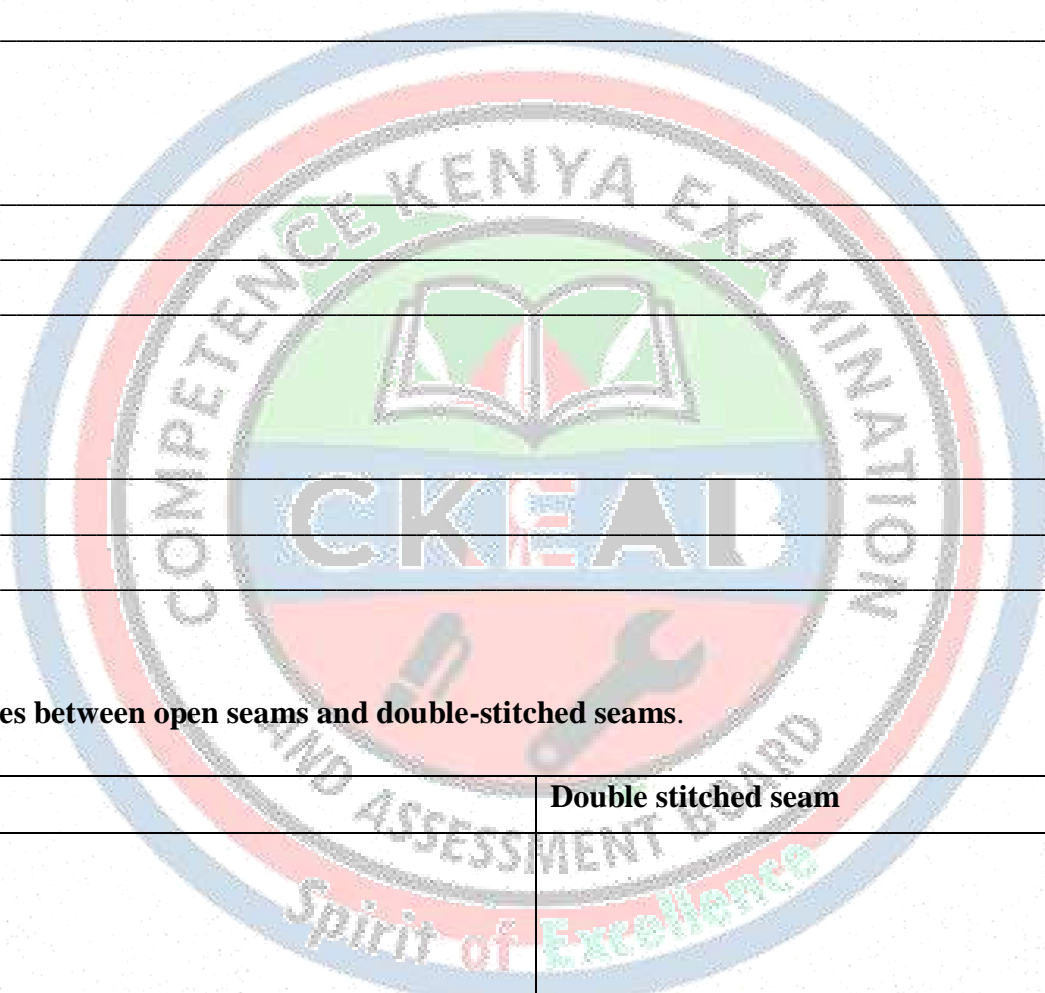 COMPETENCE KENYA EXAMINATION
CKEAB
es between open seams and double-stitched seams.
Double stitched seam
AND ASSESSMENT BOARD
Spirit of Excellence